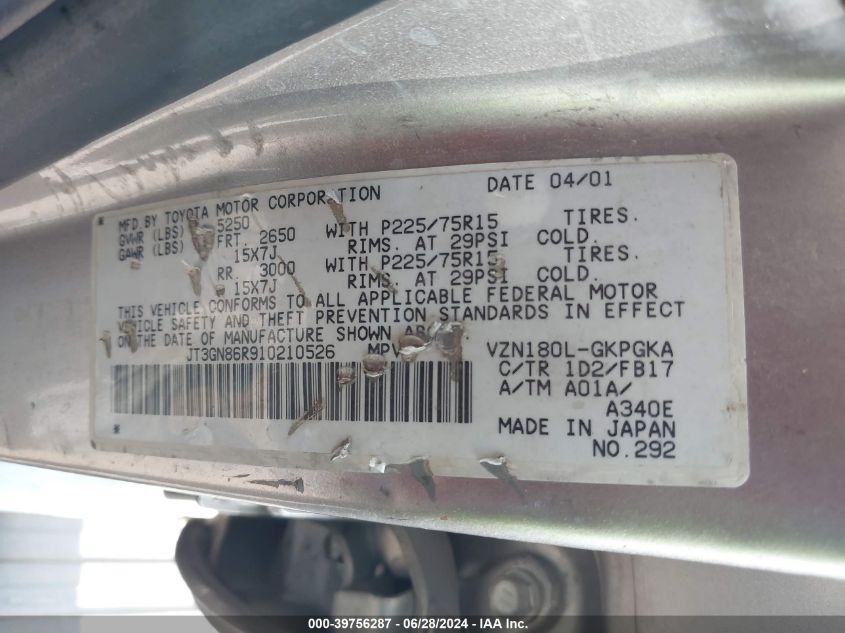 MFD.BY TOYOTA MOTOR CORPORATION DATE 04/01
GVWR (LBS) 5250
GAWR (LBS) FRT. 2650 WITH P225/75R15 TIRES.
15X7J RIMS. AT 29PSI COLD.
RR. 3000 WITH P225/75R15 TIRES.
15X7J RIMS. AT 29PSI COLD.
THIS VEHICLE CONFORMS TO ALL APPLICABLE FEDERAL MOTOR
VEHICLE SAFETY AND THEFT PREVENTION STANDARDS IN EFFECT
ON THE DATE OF MANUFACTURE SHOWN
JT3GN86R910210526 MPV VZN180L-GKPGKA
C/TR 1D2/FB17
A/TM A01A/
A340E
MADE IN JAPAN
NO.292
000-39756287 - 06/28/2024 - IAAI.com